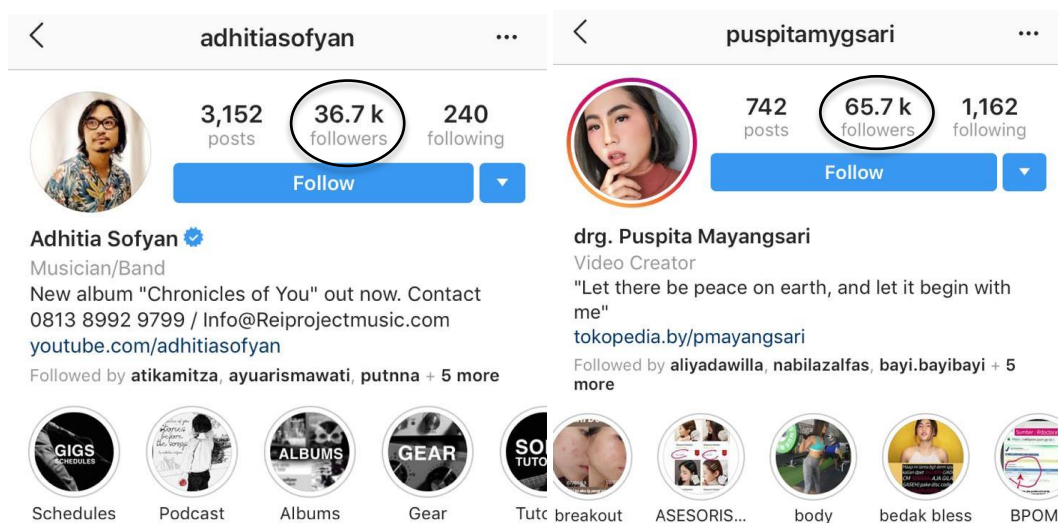 adhitiasofyan
3,152 36.7 k 240
posts followers following
Follow
Adhitia Sofyan
Musician/Band
New album "Chronicles of You" out now. Contact
0813 8992 9799 / Info@Reiprojectmusic.com
youtube.com/adhitiasofyan
Followed by atikamitza, ayuarismawati, putnna + 5 more
GIGS
SCHEDULES
ALBUMS
GEAR
SO
TUTO
Schedules Podcast Albums Gear Tuto
puspitamygsari
742 65.7 k 1,162
posts followers following
Follow
drg. Puspita Mayangsari
Video Creator
"Let there be peace on earth, and let it begin with
me"
tokopedia.by/pmayangsari
Followed by aliyadawilla, nabilazalfas, bayi.bayibayi + 5
more
breakout ASESORIS... body bedak bless BPOM